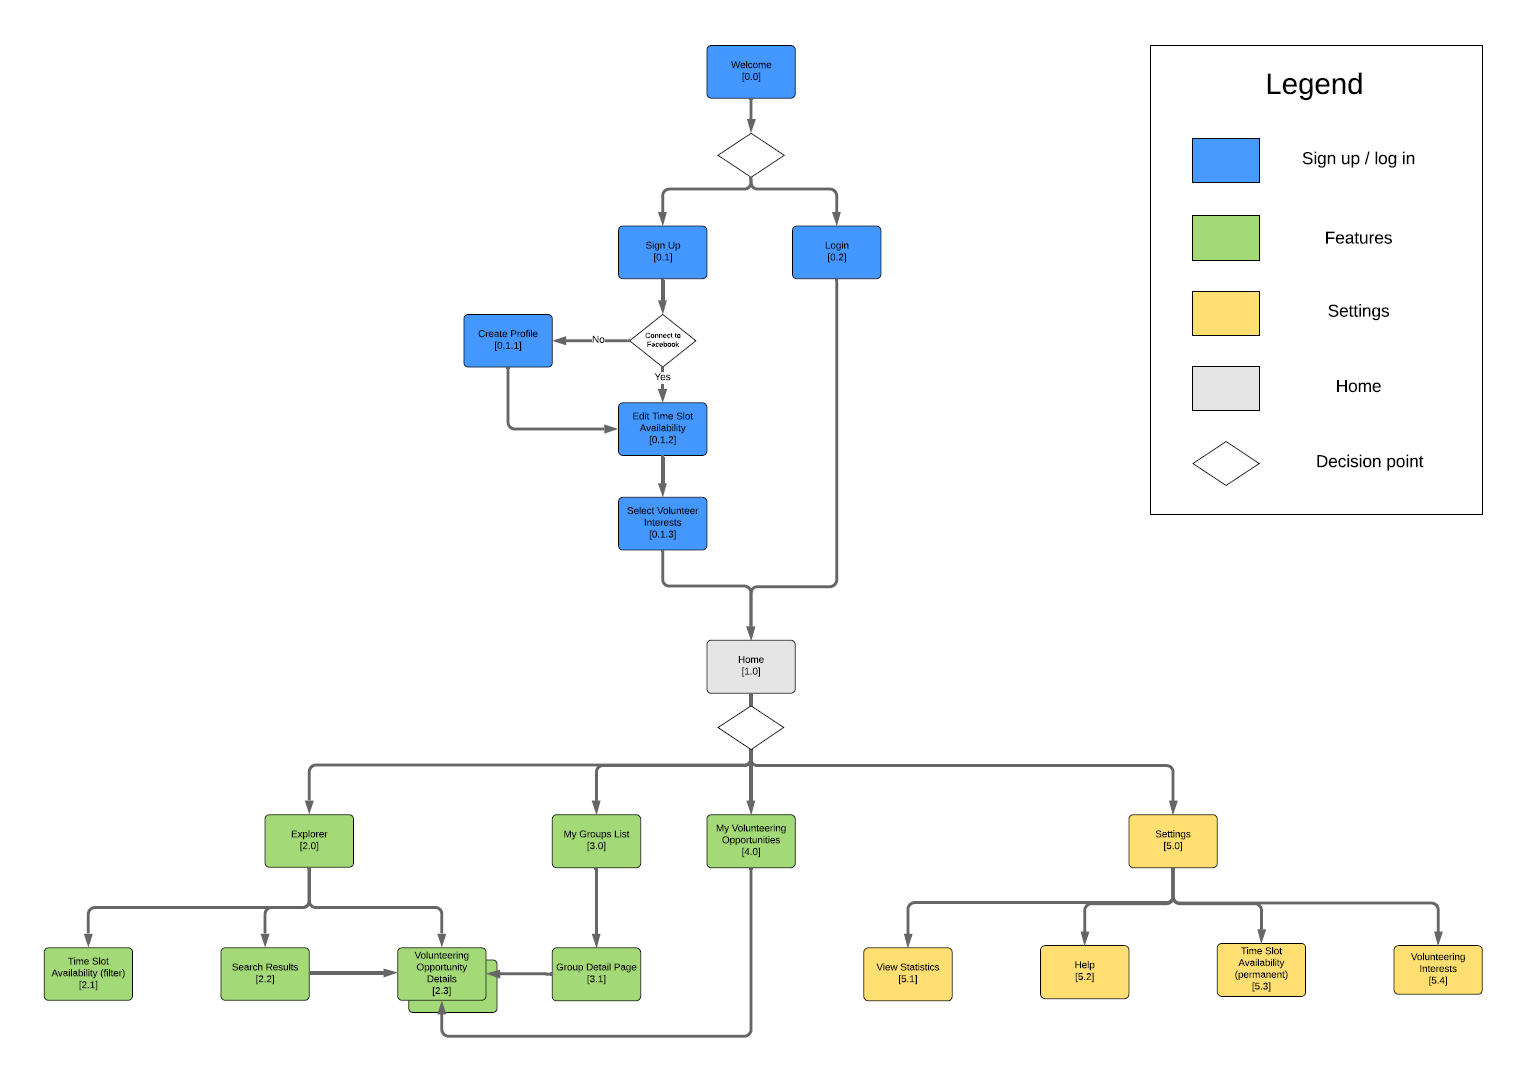 Welcome
[0.0]
Legend
Sign up / log in
Features
Settings
Home
Decision point
Sign Up
[0.1]
Login
[0.2]
Create Profile
[0.1.1]
No
Connect to
Facebook
Yes
Edit Time Slot
Availability
[0.1.2]
Select Volunteer
Interests
[0.1.3]
Home
[1.0]
Explorer
[2.0]
My Groups List
[3.0]
My Volunteering
Opportunities
[4.0]
Settings
[5.0]
Time Slot
Availability (filter)
[2.1]
Search Results
[2.2]
Volunteering
Opportunity
Details
[2.3]
Group Detail Page
[3.1]
View Statistics
[5.1]
Help
[5.2]
Time Slot
Availability
(permanent)
[5.3]
Volunteering
Interests
[5.4]